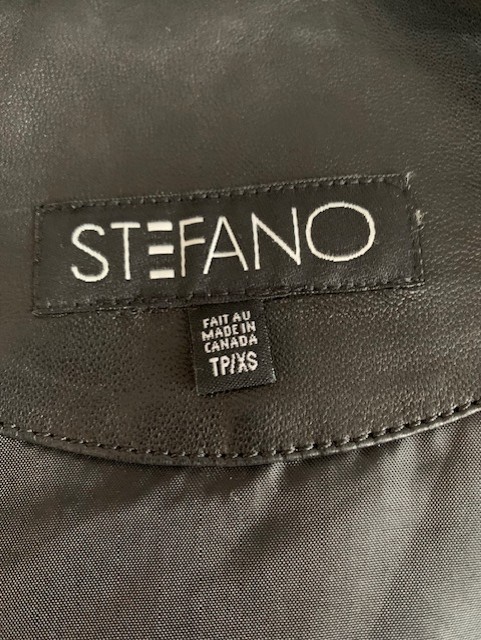 STEFANO
FAIT AU
MADE IN
CANADA
TP/XS